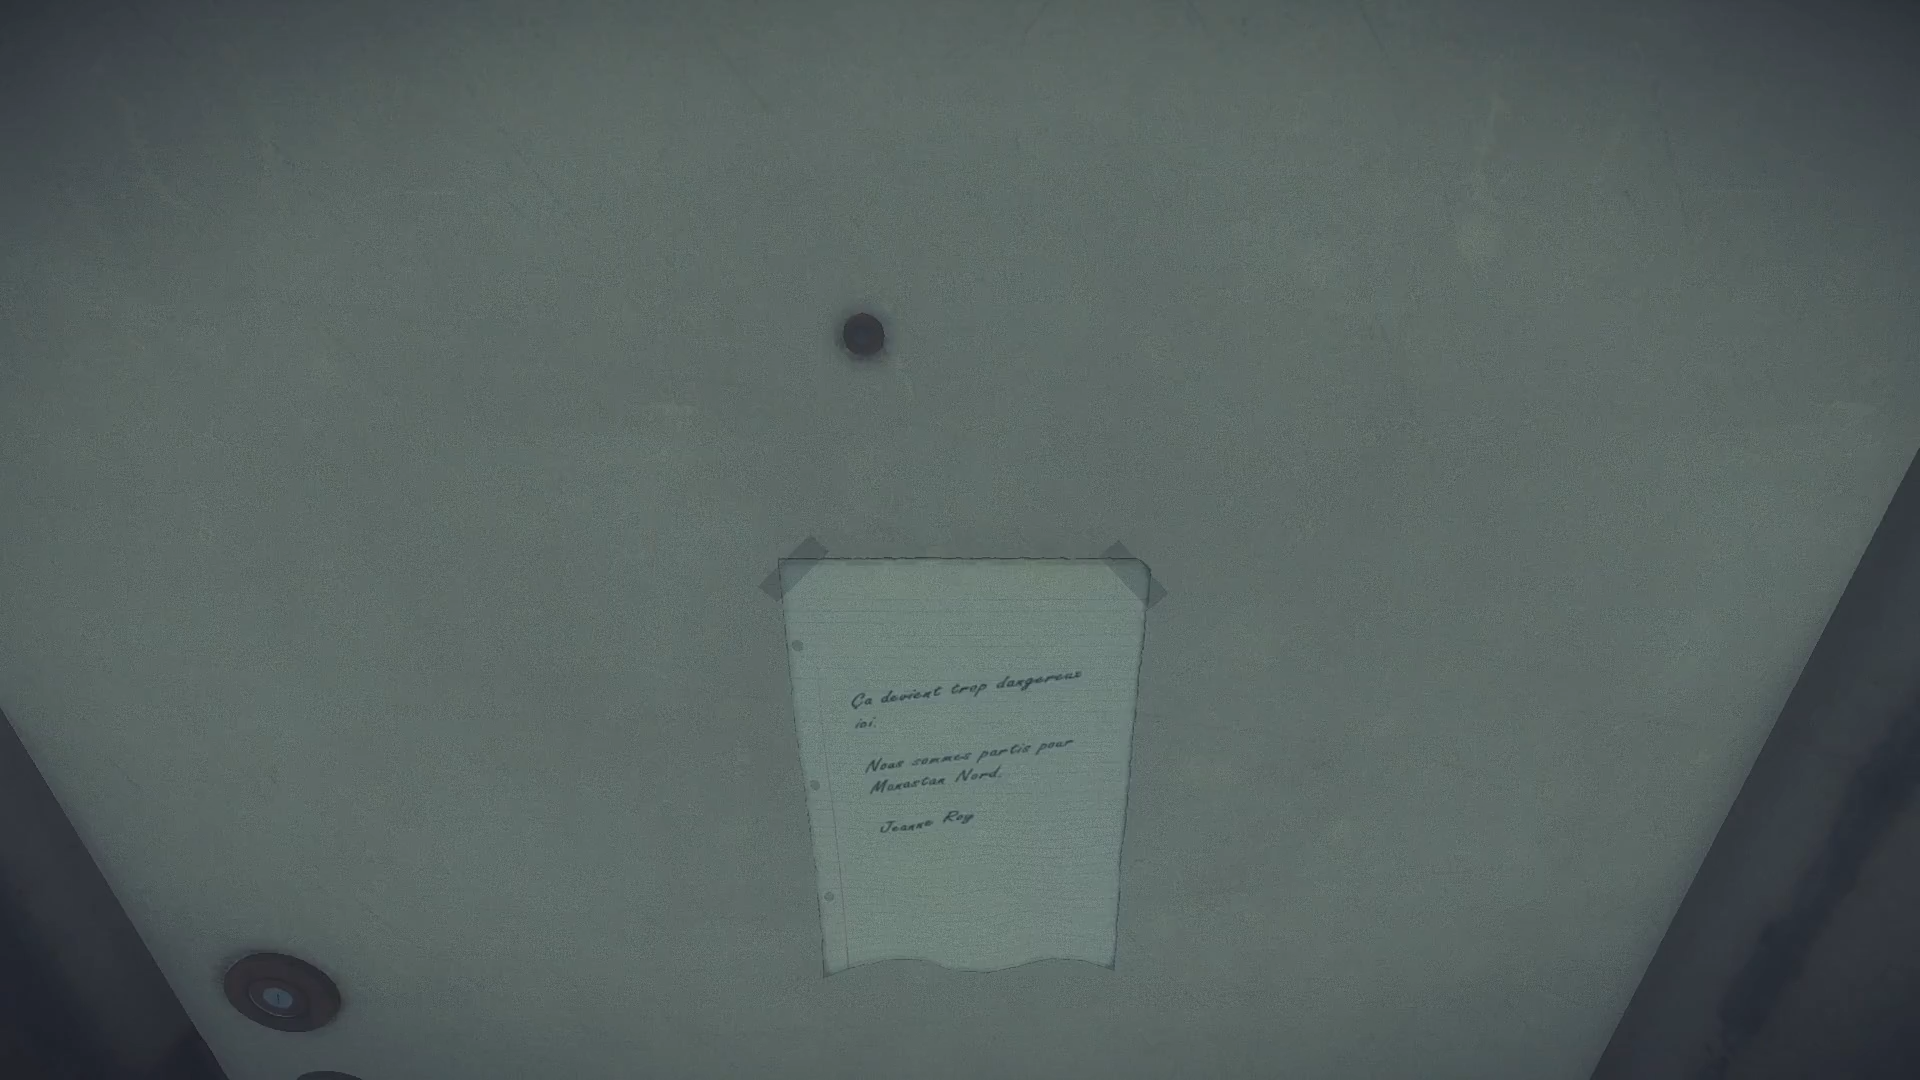 Ça devient trop dangereux
ici.
Nous sommes partis pour
Manastan Nord.
Jeanne Roy